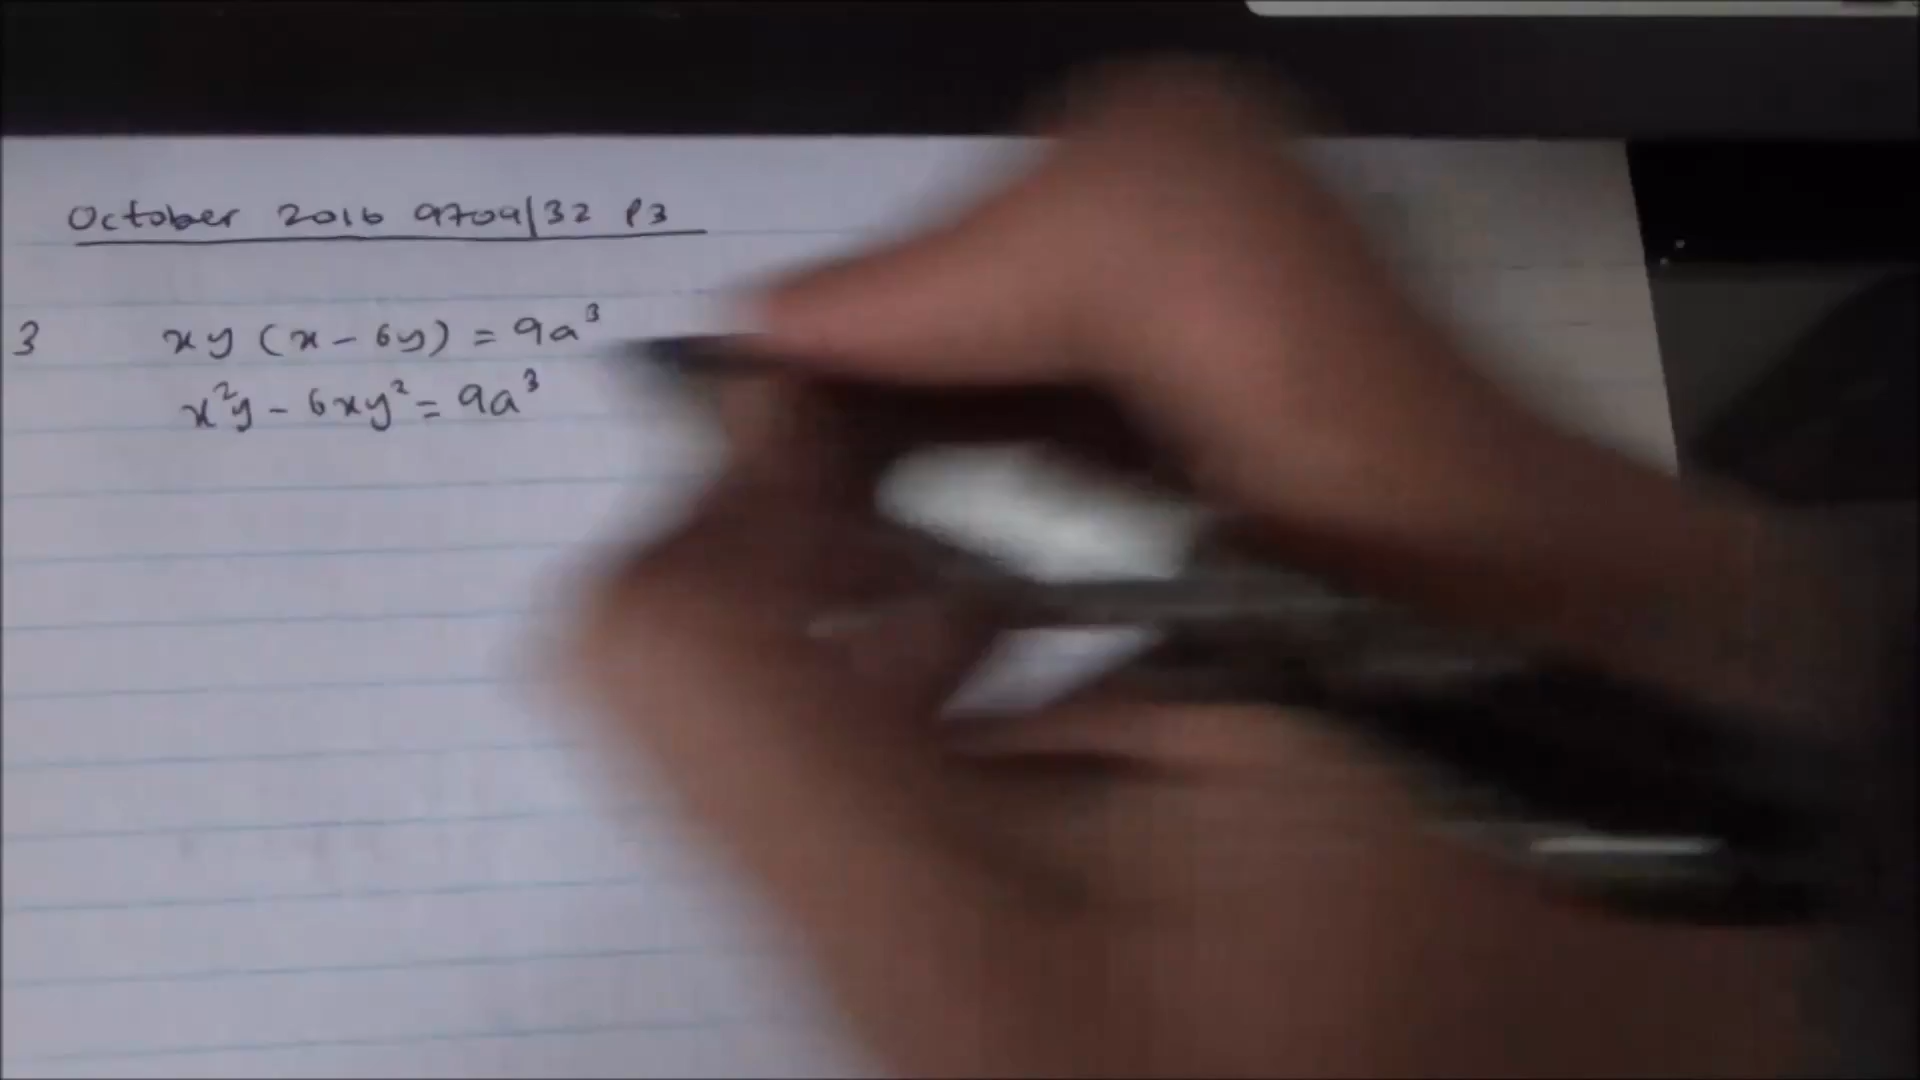 October 2016 9709/32 P3
3 xy (x - 6y) = 9a³
x²y - 6xy² = 9a³